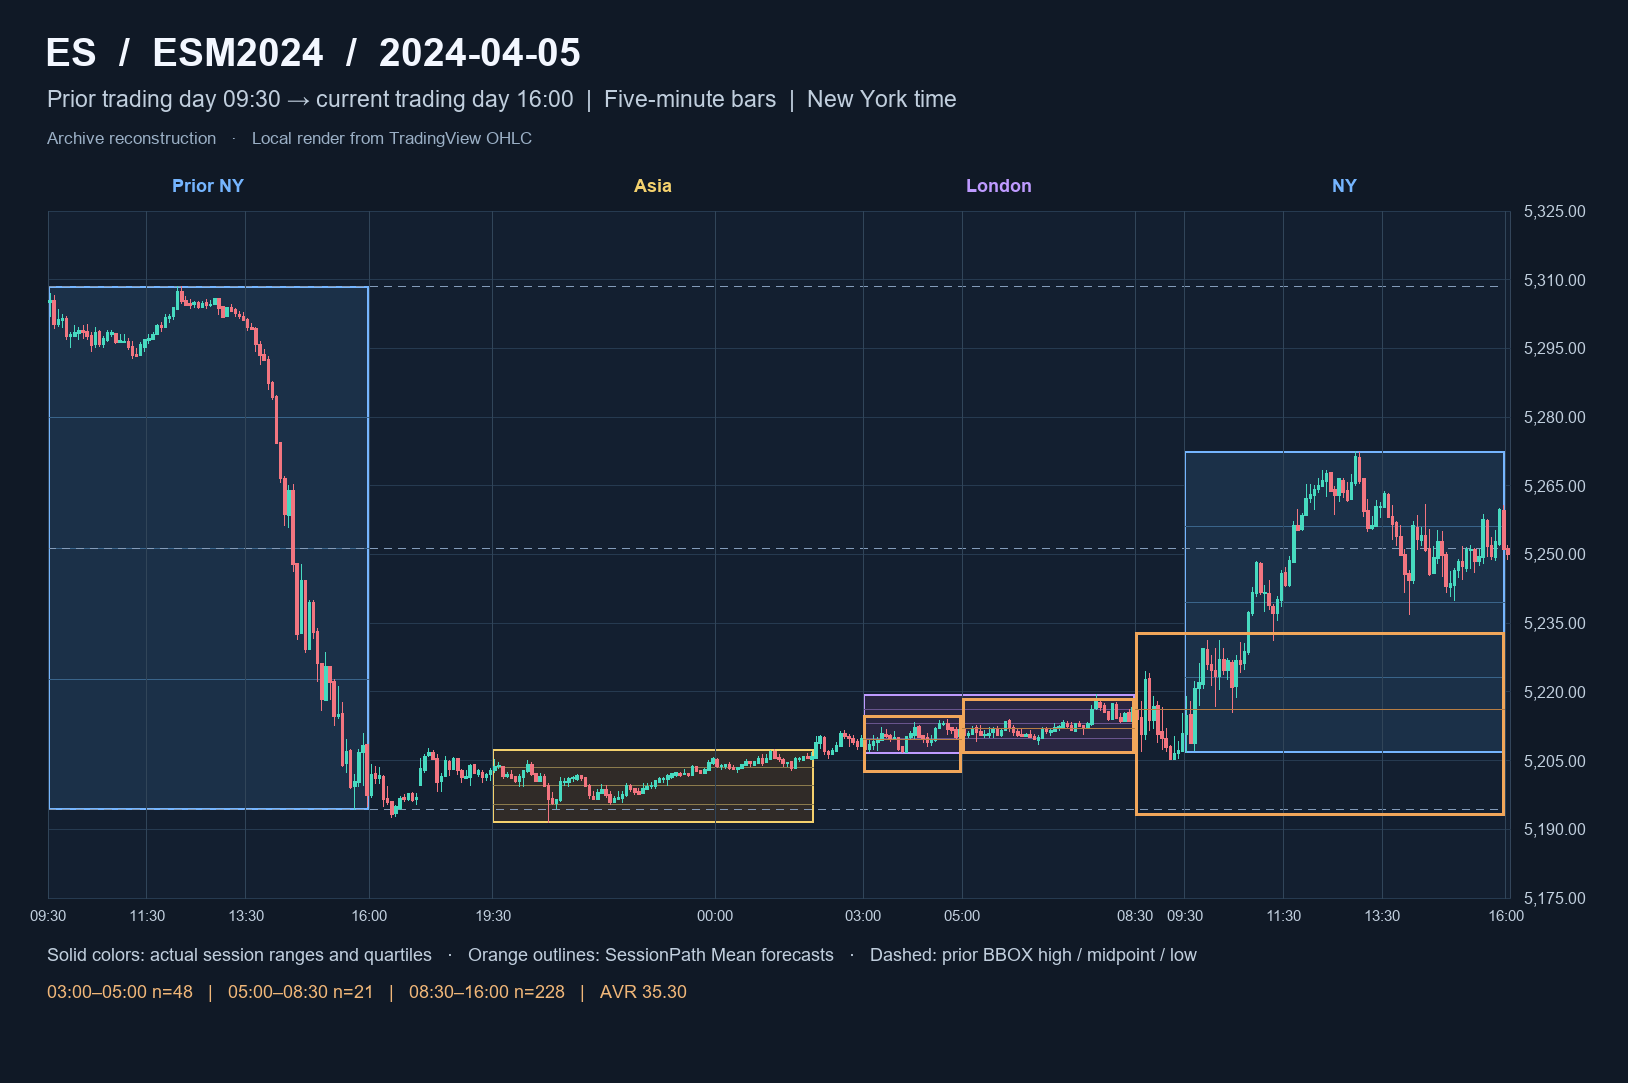 ES / ESM2024 / 2024-04-05
Prior trading day 09:30 → current trading day 16:00 | Five-minute bars | New York time
Archive reconstruction · Local render from TradingView OHLC
Prior NY Asia London NY
5,325.00
5,310.00
5,295.00
5,280.00
5,265.00
5,250.00
5,235.00
5,220.00
5,205.00
5,190.00
5,175.00
09:30 11:30 13:30 16:00 19:30 00:00 03:00 05:00 08:30 09:30 11:30 13:30 16:00
Solid colors: actual session ranges and quartiles · Orange outlines: SessionPath Mean forecasts · Dashed: prior BBOX high / midpoint / low
03:00–05:00 n=48 | 05:00–08:30 n=21 | 08:30–16:00 n=228 | AVR 35.30